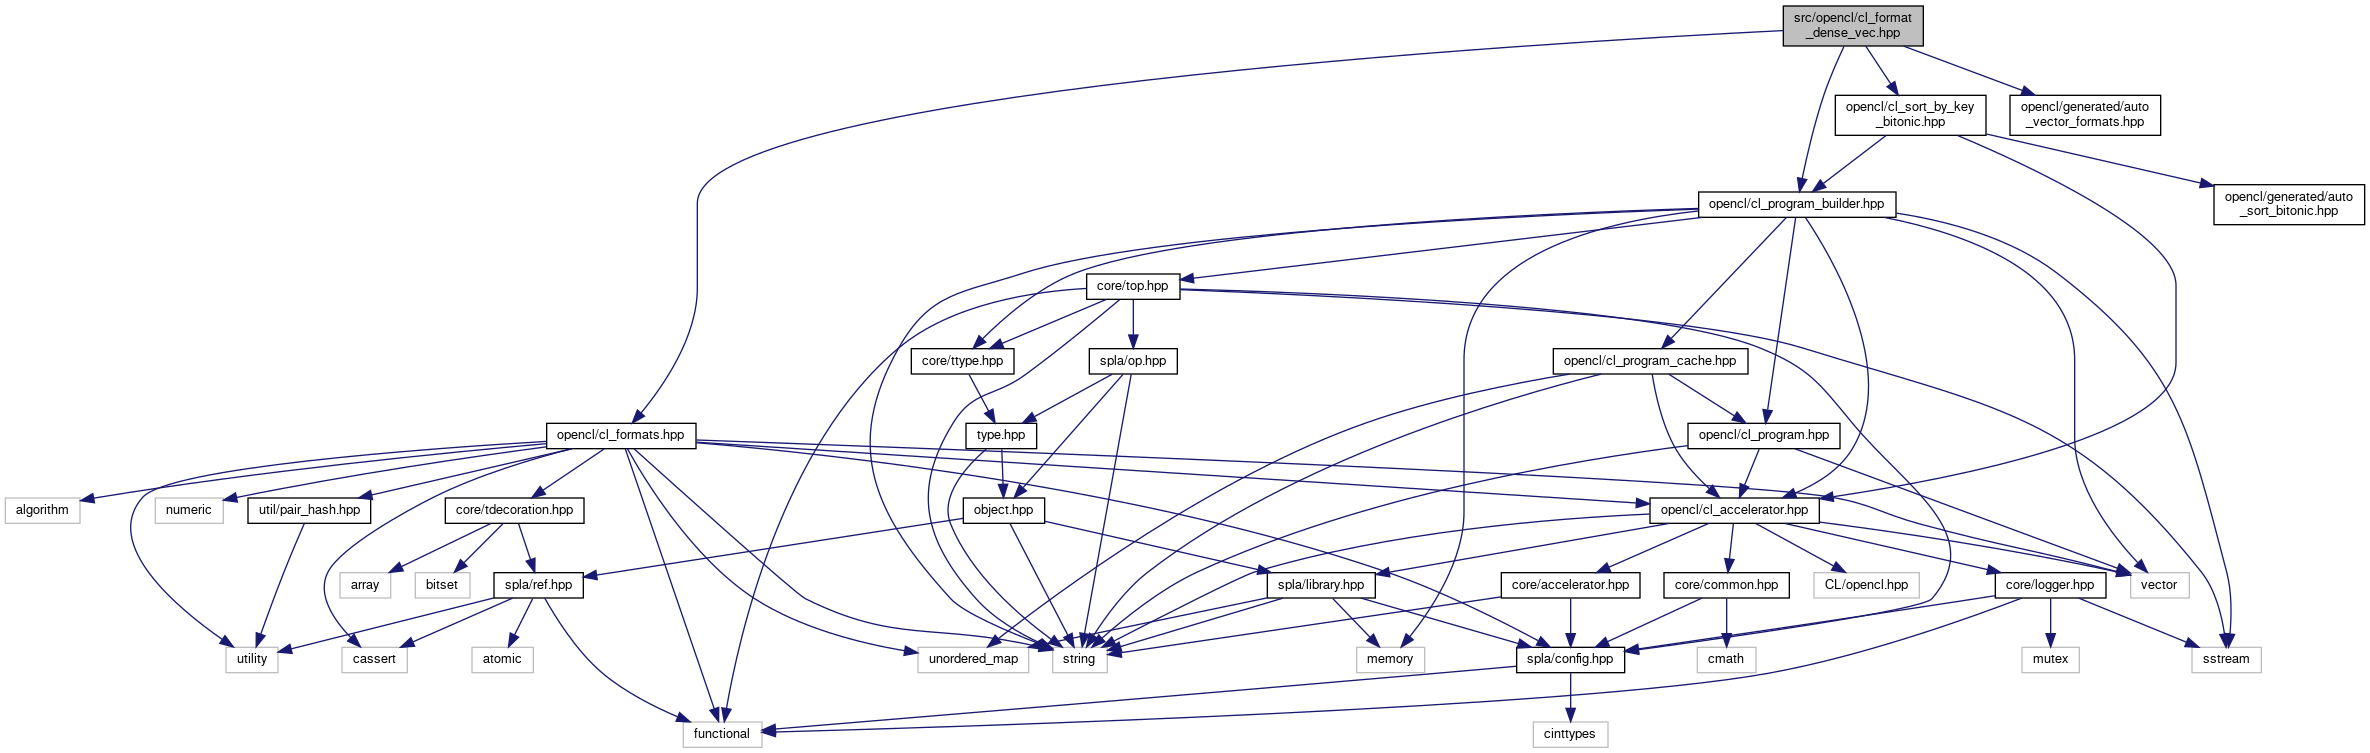 src/opencl/cl_format
_dense_vec.hpp
opencl/cl_sort_by_key
_bitonic.hpp
opencl/generated/auto
_vector_formats.hpp
opencl/cl_program_builder.hpp
opencl/generated/auto
_sort_bitonic.hpp
core/top.hpp
core/ttype.hpp
spla/op.hpp
opencl/cl_program_cache.hpp
opencl/cl_formats.hpp
type.hpp
opencl/cl_program.hpp
algorithm
numeric
util/pair_hash.hpp
core/tdecoration.hpp
object.hpp
opencl/cl_accelerator.hpp
array
bitset
spla/ref.hpp
spla/library.hpp
core/accelerator.hpp
core/common.hpp
CL/opencl.hpp
core/logger.hpp
vector
utility
cassert
atomic
unordered_map
string
memory
spla/config.hpp
cmath
mutex
sstream
functional
cinttypes